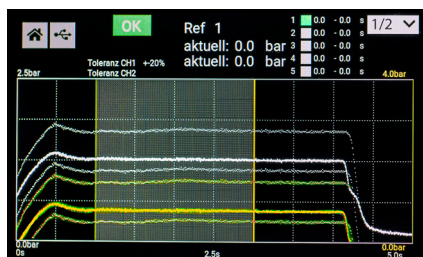 OK
Ref 1
aktuell: 0.0 bar
aktuell: 0.0 bar
1 0.0 - 0.0 s
2 0.0 - 0.0 s
3 0.0 - 0.0 s
4 0.0 - 0.0 s
5 0.0 - 0.0 s
1/2
Toleranz CH1 +-20%
Toleranz CH2
2.5bar
4.0bar
0.0bar
0.0bar
0s
2.5s
5.0s